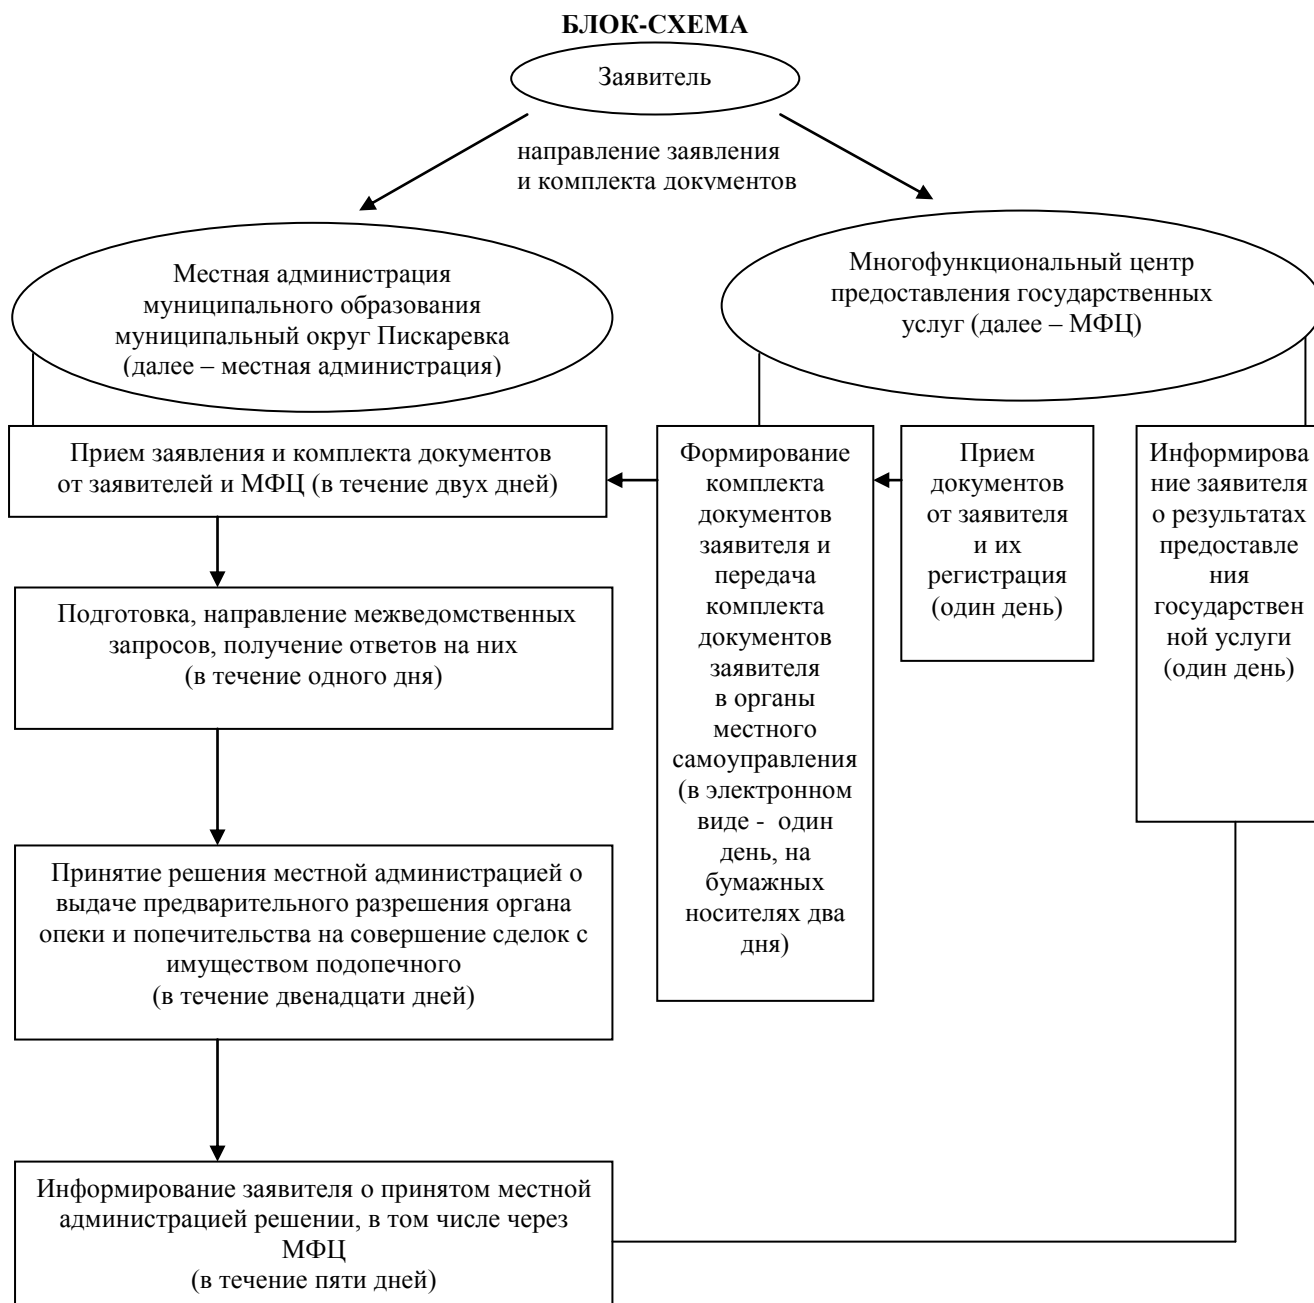 БЛОК-СХЕМА
Заявитель
направление заявления
и комплекта документов
Местная администрация
муниципального образования
муниципальный округ Пискаревка
(далее – местная администрация)
Многофункциональный центр
предоставления государственных
услуг (далее – МФЦ)
Прием заявления и комплекта документов
от заявителей и МФЦ (в течение двух дней)
Формирование
комплекта
документов
заявителя и
передача
комплекта
документов
заявителя
в органы
местного
самоуправления
(в электронном
виде - один
день, на
бумажных
носителях два
дня)
Прием
документов
от заявителя
и их
регистрация
(один день)
Информирова
ние заявителя
о результатах
предоставле
ния
государствен
ной услуги
(один день)
Подготовка, направление межведомственных
запросов, получение ответов на них
(в течение одного дня)
Принятие решения местной администрацией о
выдаче предварительного разрешения органа
опеки и попечительства на совершение сделок с
имуществом подопечного
(в течение двенадцати дней)
Информирование заявителя о принятом местной
администрацией решении, в том числе через
МФЦ
(в течение пяти дней)